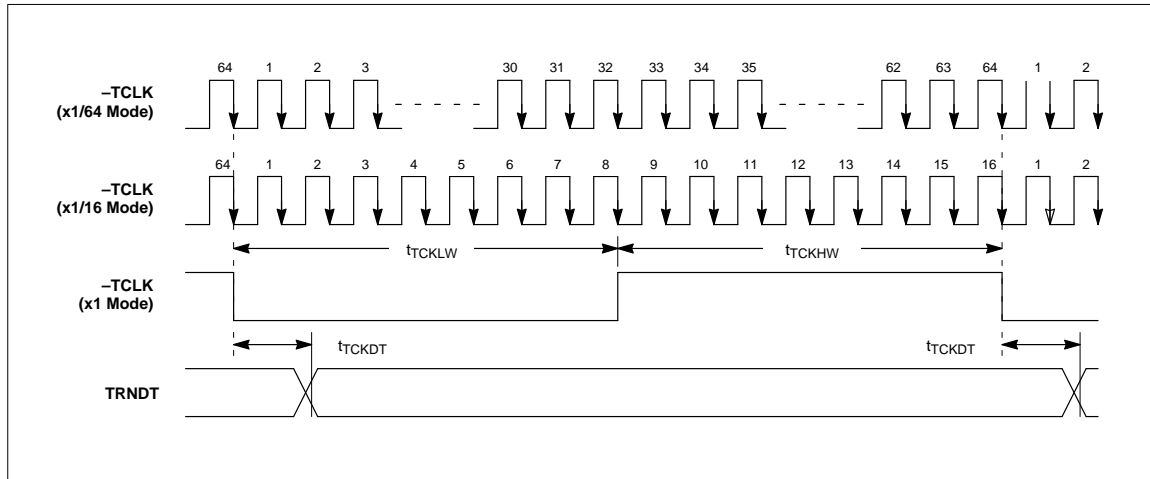 64 1 2 3 30 31 32 33 34 35 62 63 64 1 2
–TCLK
(x1/64 Mode)
64 1 2 3 4 5 6 7 8 9 10 11 12 13 14 15 16 1 2
–TCLK
(x1/16 Mode)
tTCKLW tTCKHW
–TCLK
(x1 Mode)
tTCKDT tTCKDT
TRNDT